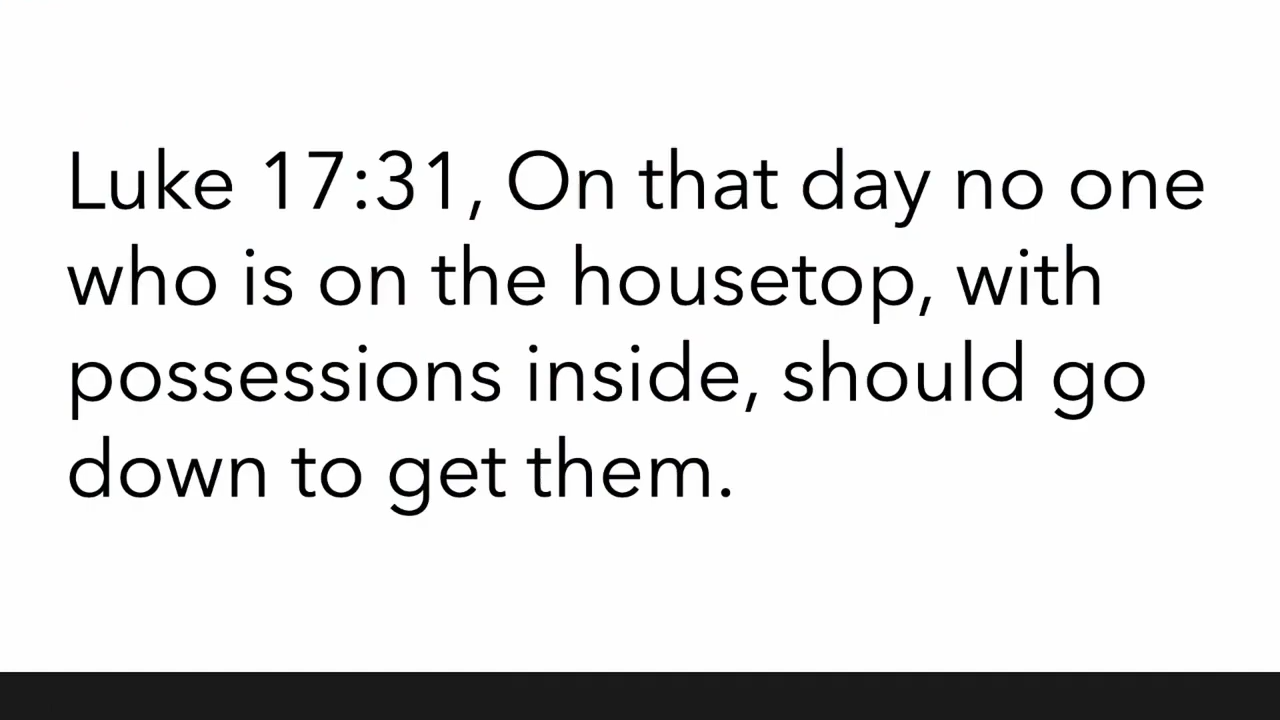 Luke 17:31, On that day no one
who is on the housetop, with
possessions inside, should go
down to get them.